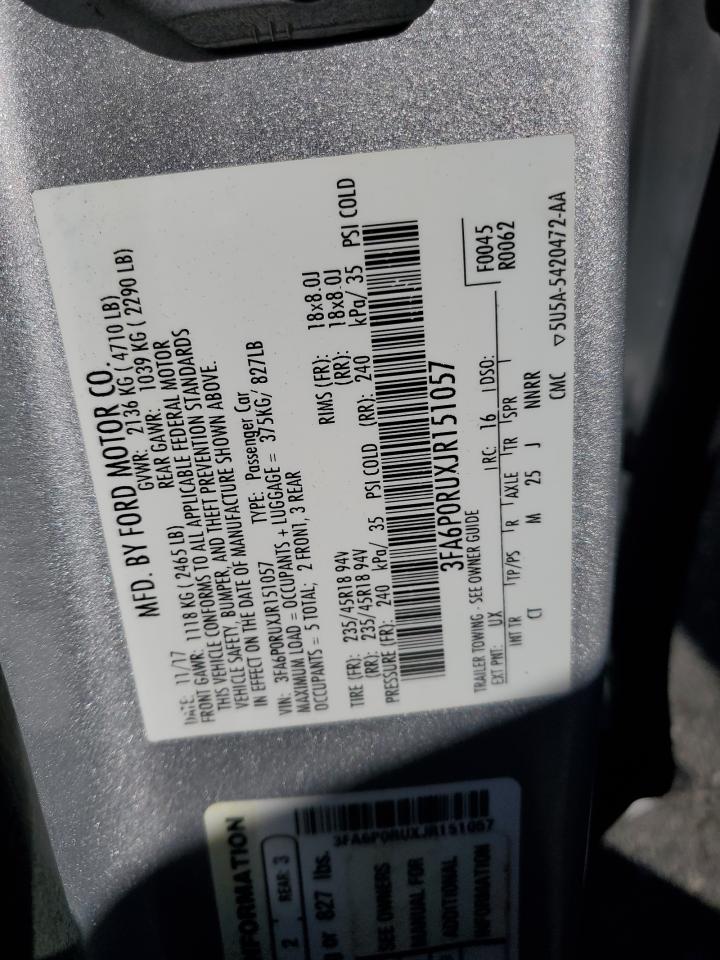 MFD. BY FORD MOTOR CO.
DATE: 11/17 GVWR: 2136 KG ( 4710 LB)
FRONT GAWR: 1118 KG ( 2465 LB) REAR GAWR: 1039 KG ( 2290 LB)
THIS VEHICLE CONFORMS TO ALL APPLICABLE FEDERAL MOTOR
VEHICLE SAFETY, BUMPER, AND THEFT PREVENTION STANDARDS
IN EFFECT ON THE DATE OF MANUFACTURE SHOWN ABOVE.
VIN: 3FA6P0RUXJR151057 TYPE: Passenger Car
MAXIMUM LOAD = OCCUPANTS + LUGGAGE = 375KG/ 827LB
OCCUPANTS = 5 TOTAL; 2 FRONT, 3 REAR
TIRE (FR): 235/45R18 94V RIMS (FR): 18x8.0J
(RR): 235/45R18 94V (RR): 18x8.0J
PRESSURE (FR): 240 kPa/ 35 PSI COLD (RR): 240 kPa/ 35 PSI COLD
3FA6P0RUXJR151057
TRAILER TOWING - SEE OWNER GUIDE
F0045
EXT PNT: UX RC: 16 DSO: R0062
INT TR TP/PS R AXLE TR SPR
CT M 25 J NNRR
CMC ▽5U5A-5420472-AA
INFORMATION
2 REAR 3
or 827 lbs.
3FA6P0RUXJR151057
SEE OWNERS
MANUAL FOR
ADDITIONAL
INFORMATION